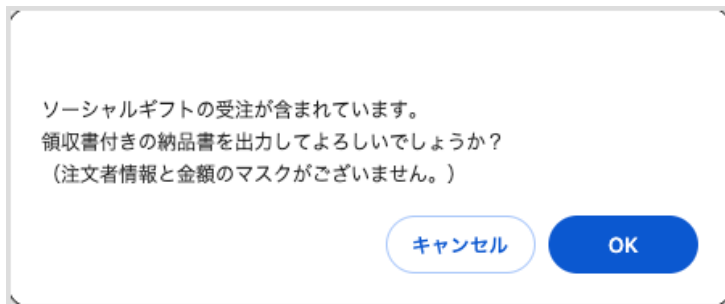 ソーシャルギフトの受注が含まれています。
領収書付きの納品書を出力してよろしいでしょうか？
（注文者情報と金額のマスクがございません。）
キャンセル
OK